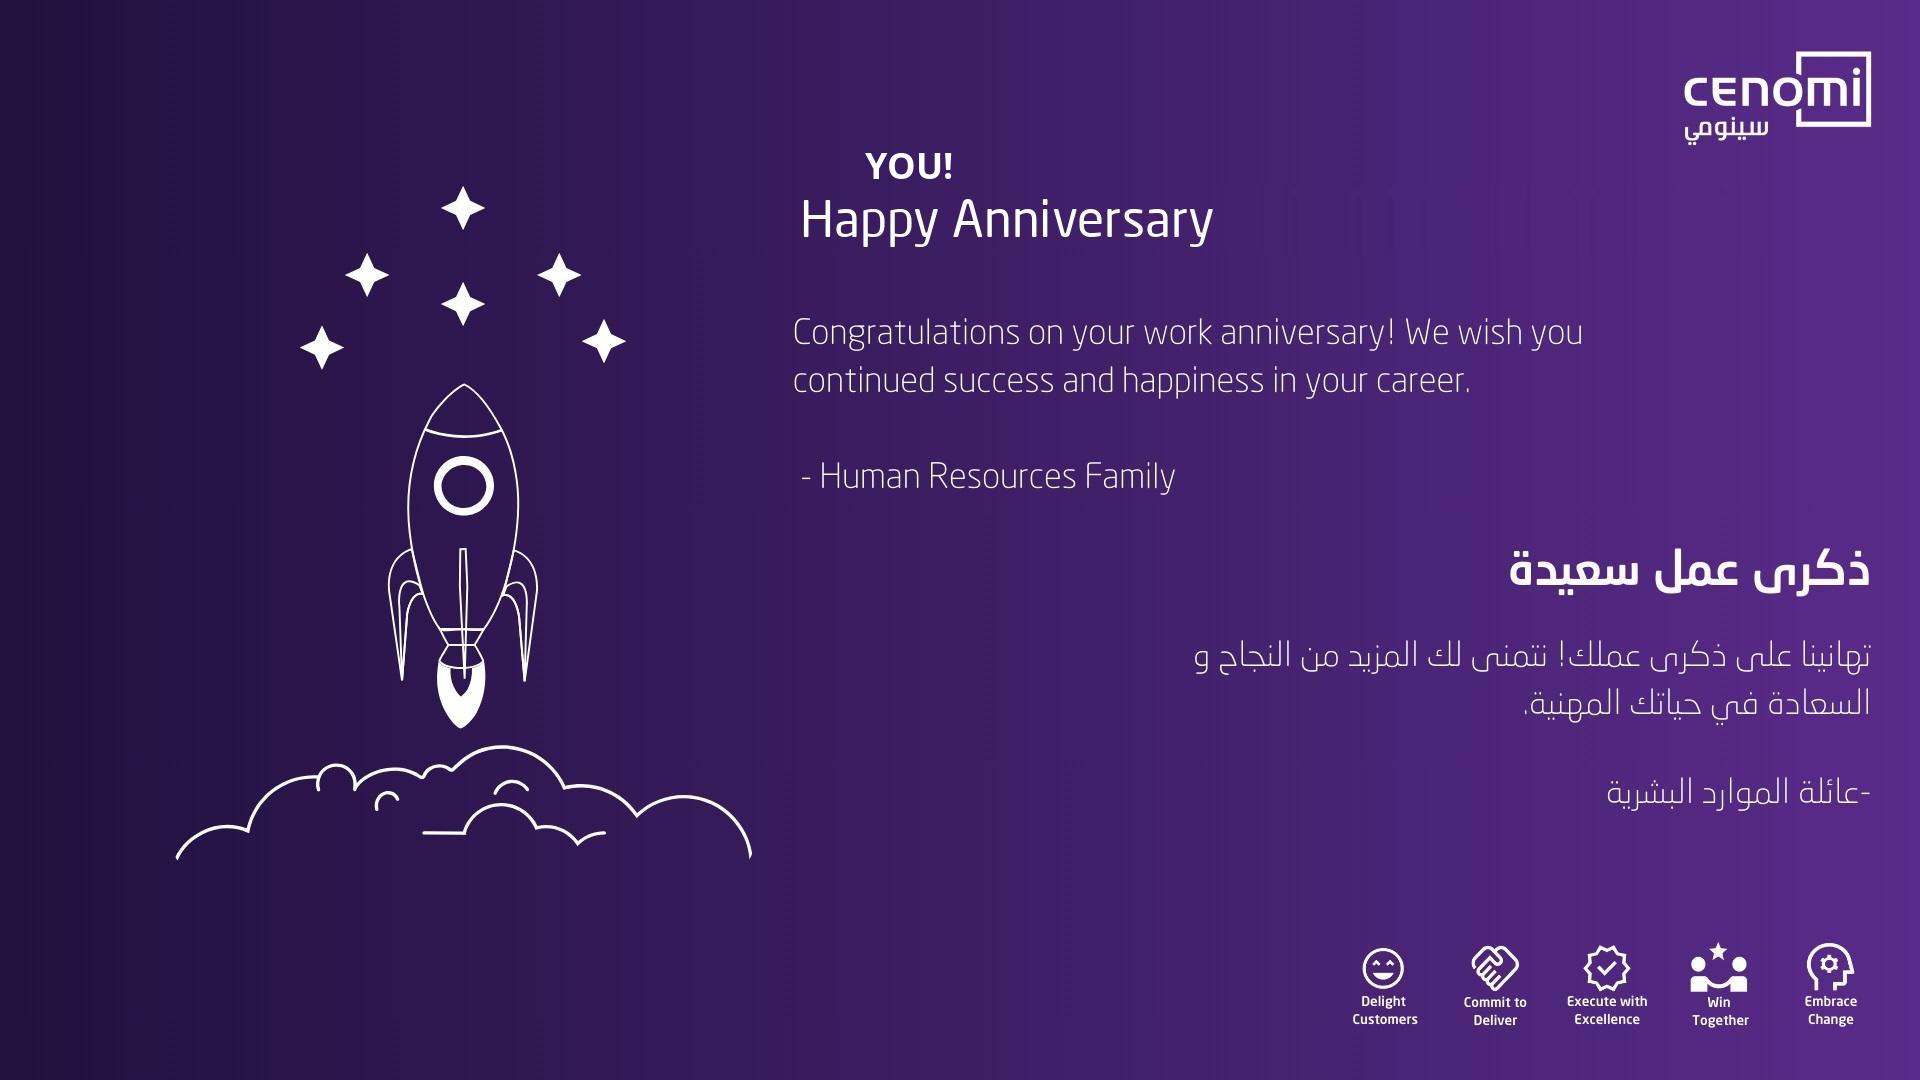 CENOMI
سينومي
YOU!
Happy Anniversary
Congratulations on your work anniversary! We wish you
continued success and happiness in your career.
- Human Resources Family
ذكرى عمل سعيدة
تهانينا على ذكرى عملك! نتمنى لك المزيد من النجاح و
السعادة في حياتك المهنية.
-عائلة الموارد البشرية
Delight
Customers
Commit to
Deliver
Execute with
Excellence
Win
Together
Embrace
Change